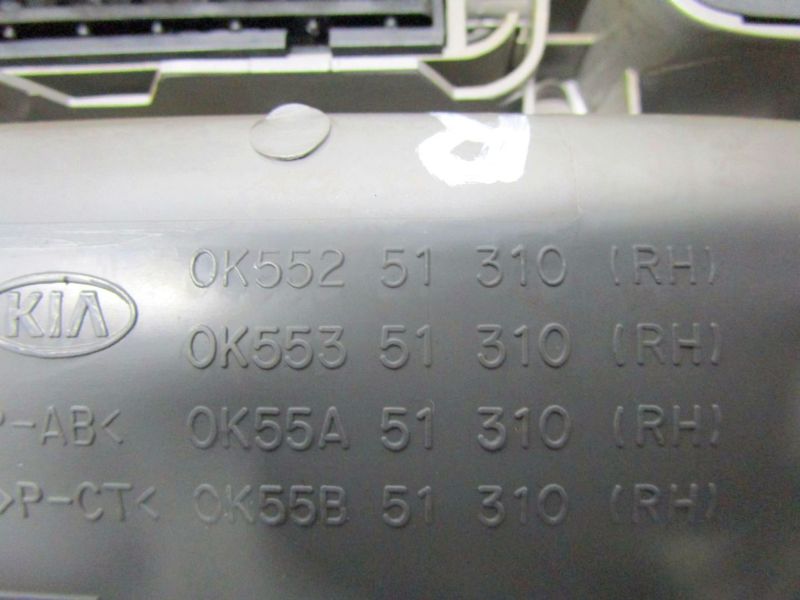 0K552 51 310 (RH)
KIA
0K553 51 310 (RH)
P-AB< 0K55A 51 310 (RH)
>P-CT< 0K55B 51 310 (RH)